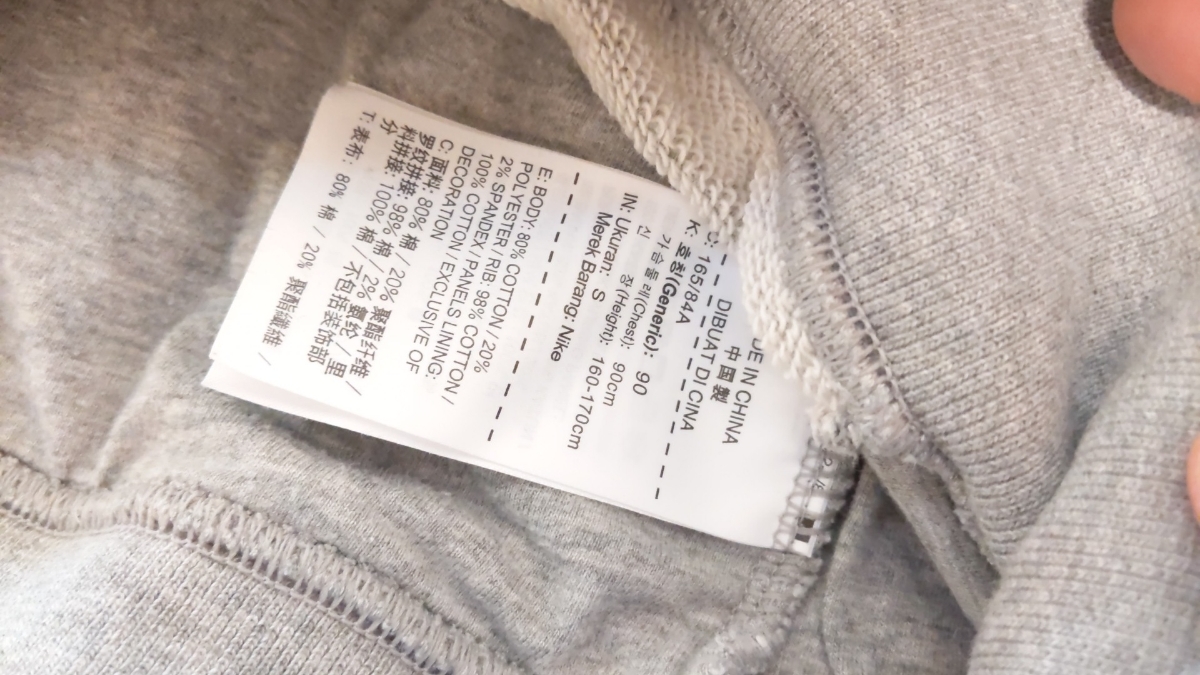 DE IN CHINA
中国製
DIBUAT DI CINA
C: 165/84A
K: 호칭(Generic): 90
가슴둘레(Chest): 90cm
신장(Height): 160-170cm
IN: Ukuran: S
Merek Barang: Nike
E: BODY: 80% COTTON / 20%
POLYESTER / RIB: 98% COTTON /
2% SPANDEX / PANELS LINING:
100% COTTON / EXCLUSIVE OF
DECORATION
C: 面料: 80% 棉 / 20% 聚酯纤维 /
罗纹拼接: 98% 棉 / 2% 氨纶 / 里
料拼接: 100% 棉 / 不包括装饰部
分
T: 表布: 80% 棉 / 20% 聚酯纖維 /